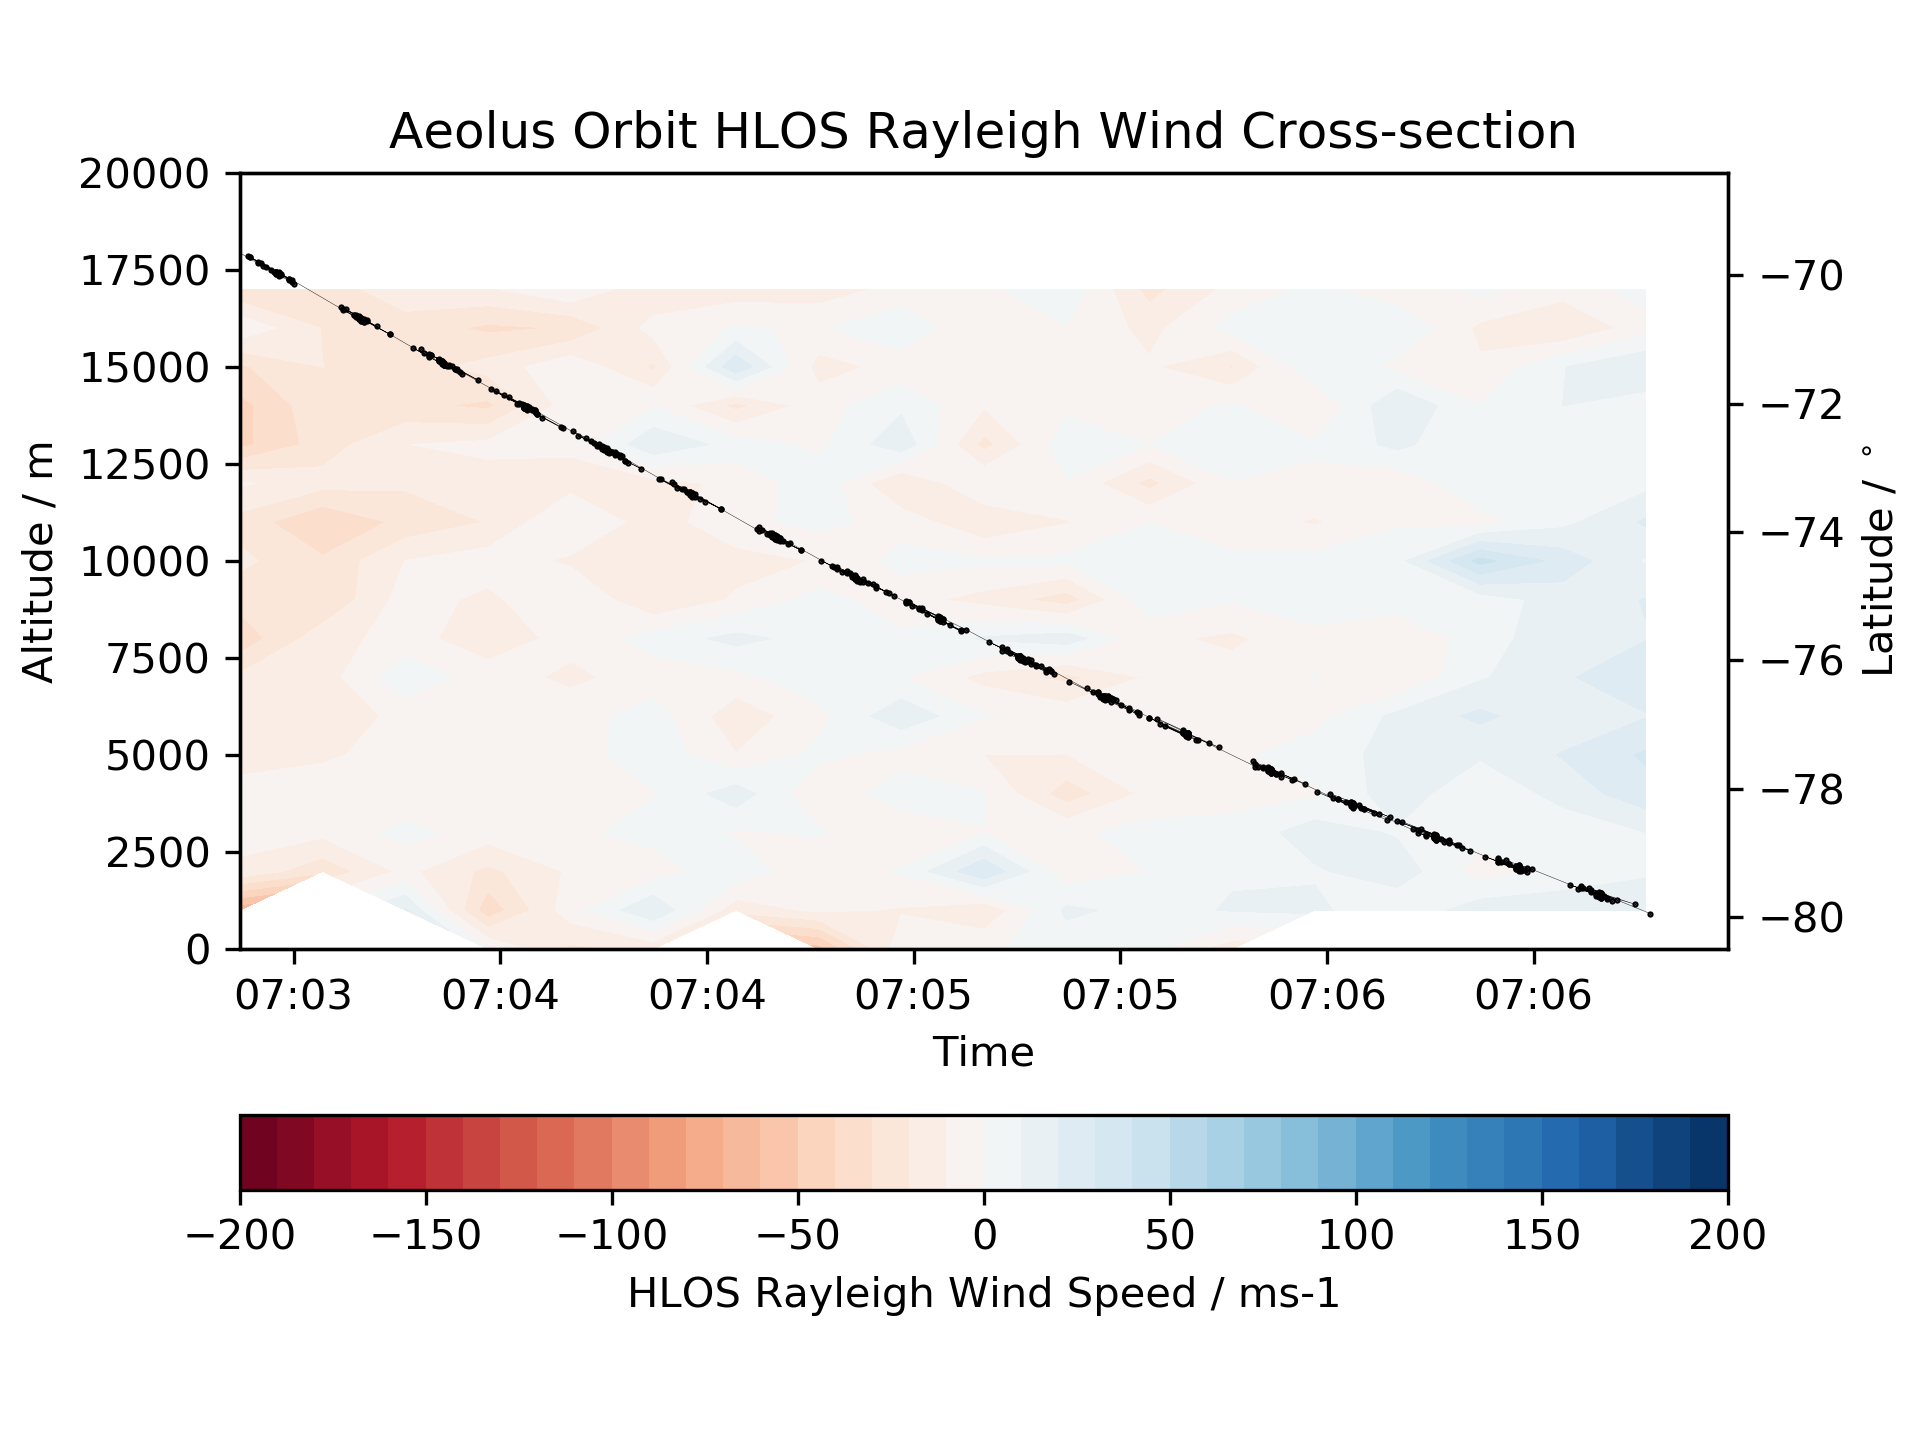 Aeolus Orbit HLOS Rayleigh Wind Cross-section
20000
17500
15000
12500
10000
7500
5000
2500
0
Altitude / m
−70
−72
−74
−76
−78
−80
Latitude / °
07:03 07:04 07:04 07:05 07:05 07:06 07:06
Time
−200 −150 −100 −50 0 50 100 150 200
HLOS Rayleigh Wind Speed / ms-1